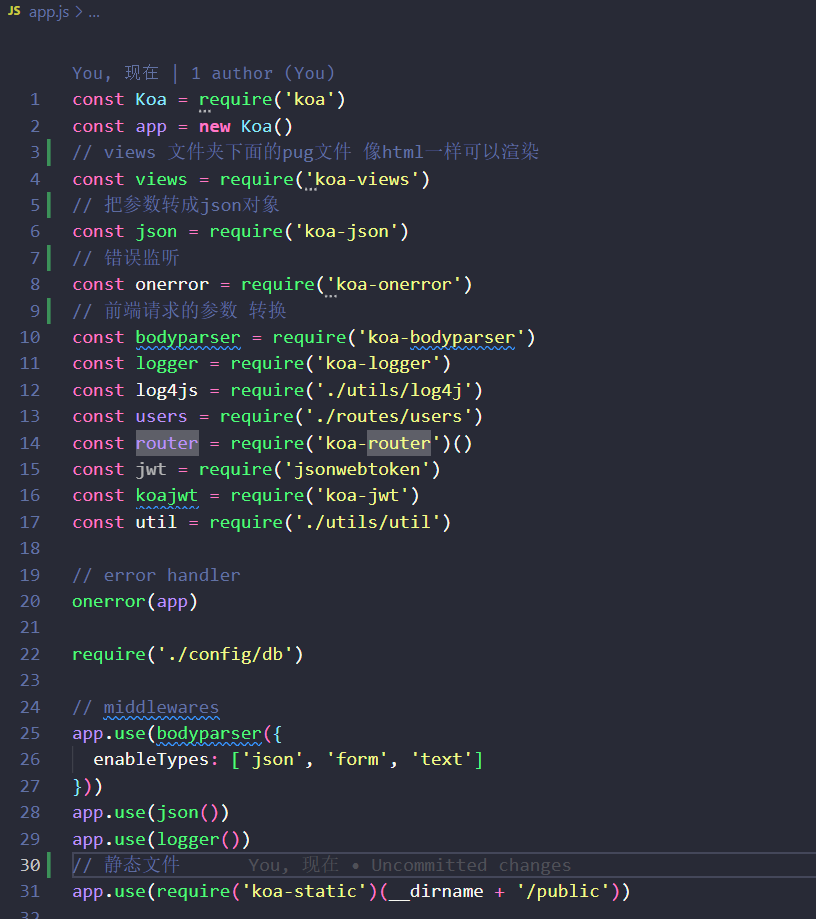 JS app.js > ...
You, 现在 | 1 author (You)
1 const Koa = require('koa')
2 const app = new Koa()
3 // views 文件夹下面的pug文件 像html一样可以渲染
4 const views = require('koa-views')
5 // 把参数转成json对象
6 const json = require('koa-json')
7 // 错误监听
8 const onerror = require('koa-onerror')
9 // 前端请求的参数 转换
10 const bodyparser = require('koa-bodyparser')
11 const logger = require('koa-logger')
12 const log4js = require('./utils/log4j')
13 const users = require('./routes/users')
14 const router = require('koa-router')()
15 const jwt = require('jsonwebtoken')
16 const koajwt = require('koa-jwt')
17 const util = require('./utils/util')
18
19 // error handler
20 onerror(app)
21
22 require('./config/db')
23
24 // middlewares
25 app.use(bodyparser({
26   enableTypes: ['json', 'form', 'text']
27 }))
28 app.use(json())
29 app.use(logger())
30 // 静态文件 You, 现在 • Uncommitted changes
31 app.use(require('koa-static')(__dirname + '/public'))
32